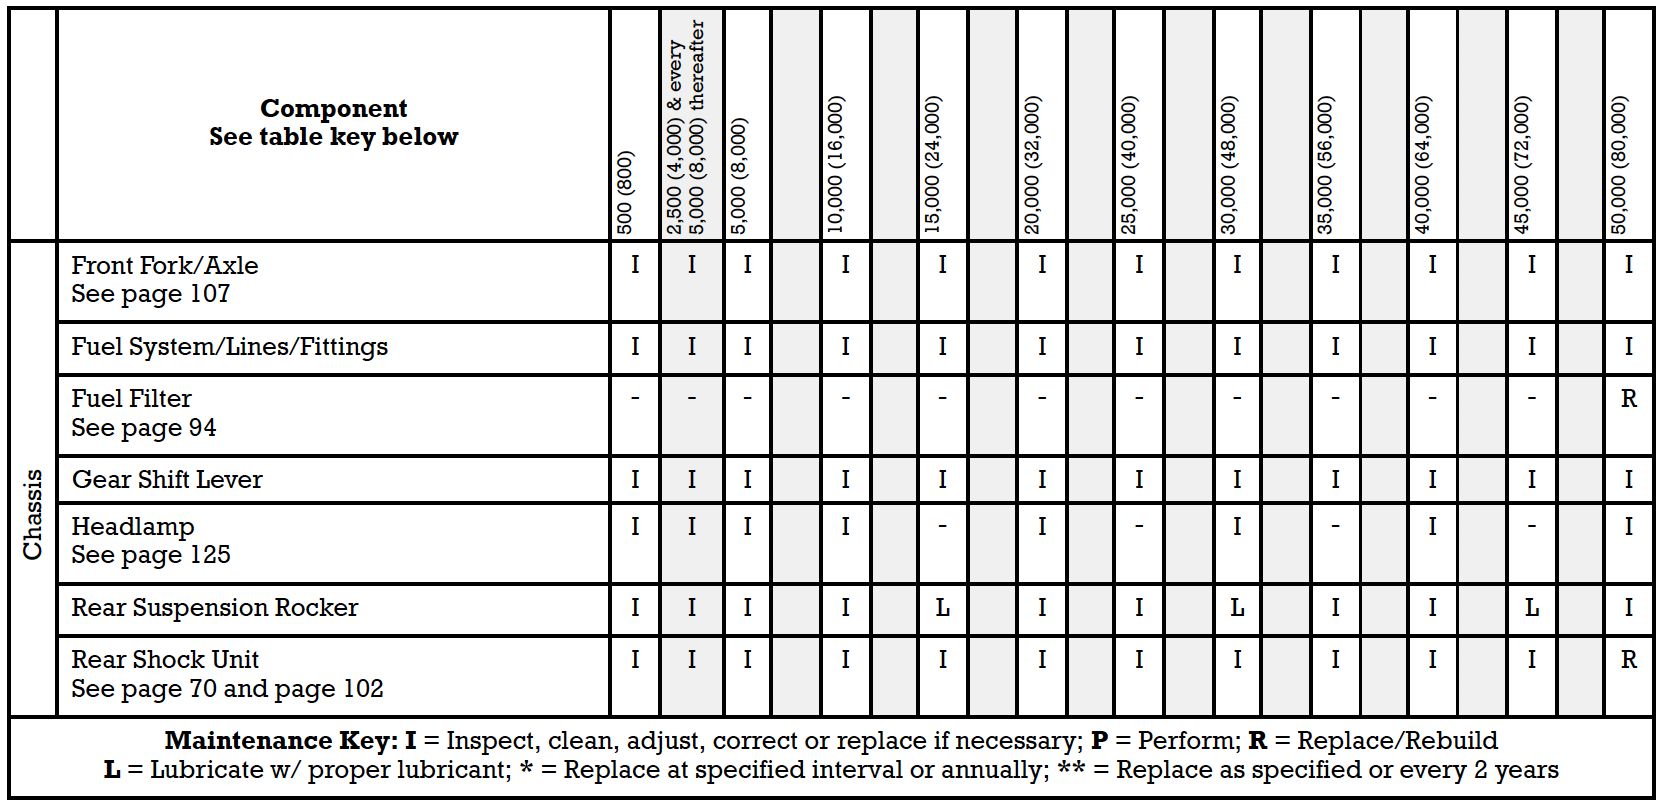 Component
See table key below
500 (800)
2,500 (4,000) & every
5,000 (8,000) thereafter
5,000 (8,000)
10,000 (16,000)
15,000 (24,000)
20,000 (32,000)
25,000 (40,000)
30,000 (48,000)
35,000 (56,000)
40,000 (64,000)
45,000 (72,000)
50,000 (80,000)
Chassis
Front Fork/Axle I I I I I I I I I I I I
See page 107
Fuel System/Lines/Fittings I I I I I I I I I I I I
Fuel Filter - - - - - - - - - - - R
See page 94
Gear Shift Lever I I I I I I I I I I I I
Headlamp I I I I - I - I - I - I
See page 125
Rear Suspension Rocker I I I I L I I L I I L I
Rear Shock Unit I I I I I I I I I I I R
See page 70 and page 102
Maintenance Key: I = Inspect, clean, adjust, correct or replace if necessary; P = Perform; R = Replace/Rebuild
L = Lubricate w/ proper lubricant; * = Replace at specified interval or annually; ** = Replace as specified or every 2 years